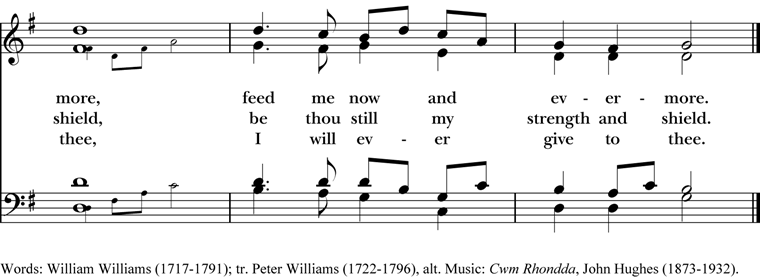 more, feed me now and ev - er - more.
shield, be thou still my strength and shield.
thee, I will ev - er give to thee.
Words: William Williams (1717-1791); tr. Peter Williams (1722-1796), alt. Music: Cwm Rhondda, John Hughes (1873-1932).